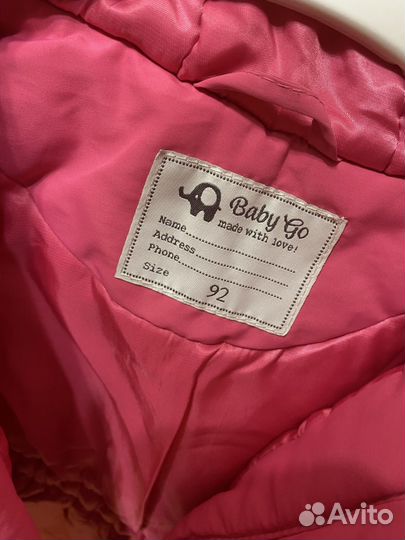 Baby Go
made with love!
Name..................
Address...............
Phone.................
Size 92
Avito